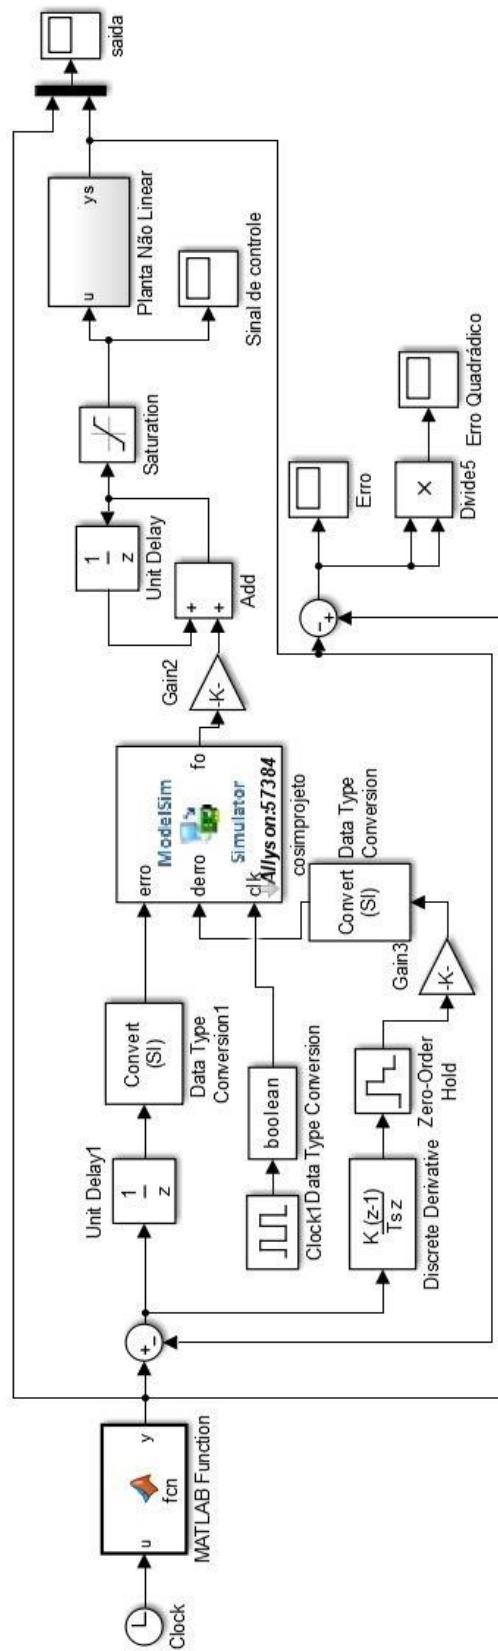 Clock
u
fcn
y
MATLAB Function
+
-
Unit Delay1
1
z
Convert
(SI)
Data Type
Conversion1
Clock1
boolean
Data Type Conversion
K (z-1)
Ts z
Discrete Derivative
Zero-Order
Hold
-K-
Gain3
Convert
(SI)
Data Type
Conversion
erro
derro
clk
ModelSim
Simulator
Allyson:57384
fo
cosimprojeto
Gain2
-K-
+
+
Add
1
z
Unit Delay
Saturation
Sinal de controle
u
ys
Planta Não Linear
saida
-
+
Erro
×
Divide5
Erro Quadrádico